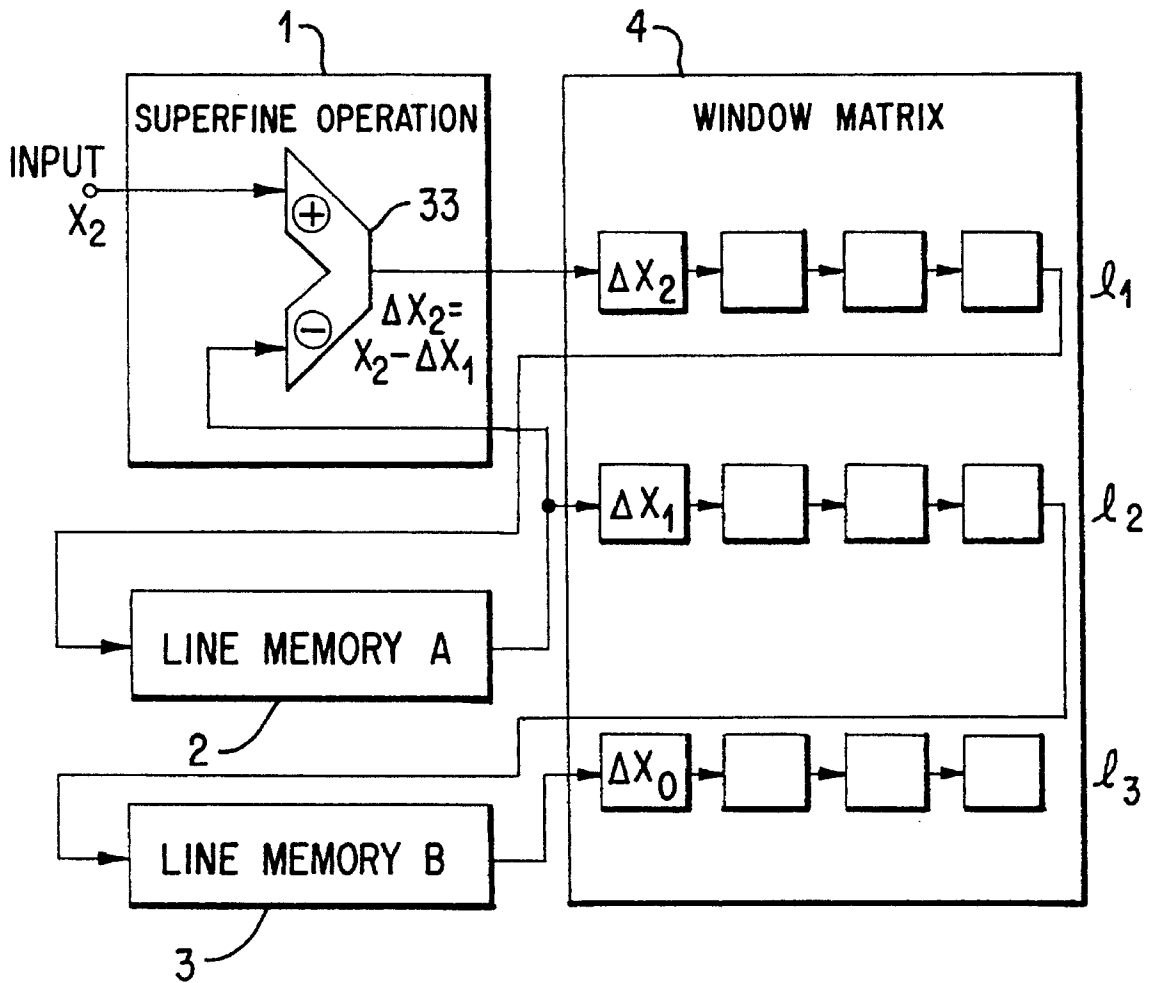 1
4
SUPERFINE OPERATION
WINDOW MATRIX
INPUT
X₂
+
33
−
ΔX₂=
X₂−ΔX₁
ΔX₂
ℓ₁
ΔX₁
ℓ₂
LINE MEMORY A
2
ΔX₀
ℓ₃
LINE MEMORY B
3